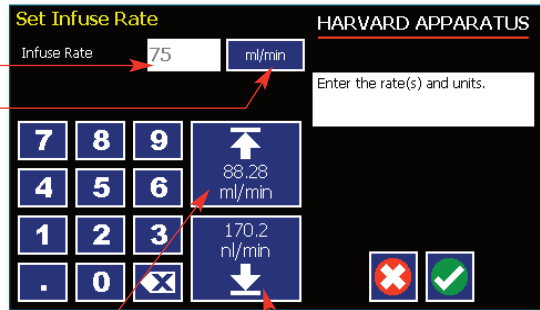 Set Infuse Rate
HARVARD APPARATUS
Infuse Rate 75 ml/min
Enter the rate(s) and units.
7 8 9
88.28
ml/min
4 5 6
1 2 3
170.2
nl/min
. 0 X